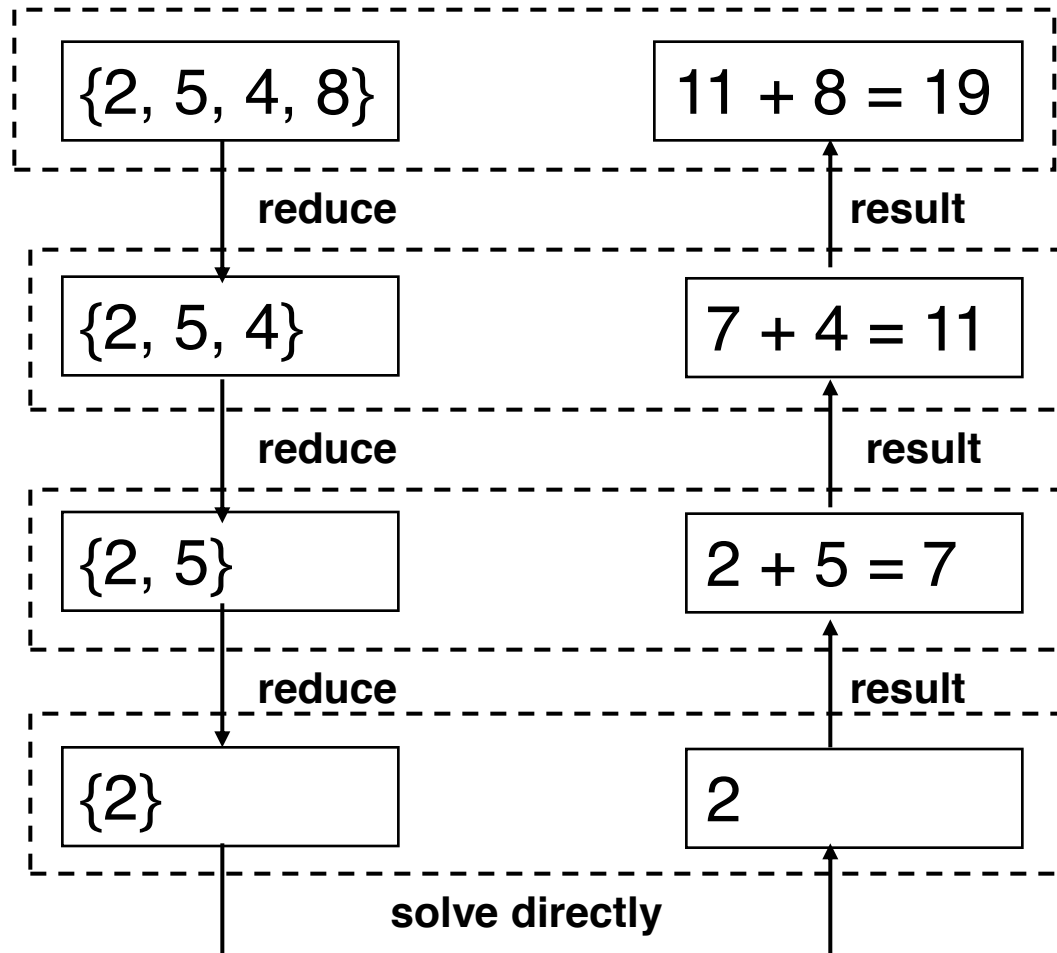 {2, 5, 4, 8}
11 + 8 = 19
reduce
result
{2, 5, 4}
7 + 4 = 11
reduce
result
{2, 5}
2 + 5 = 7
reduce
result
{2}
2
solve directly